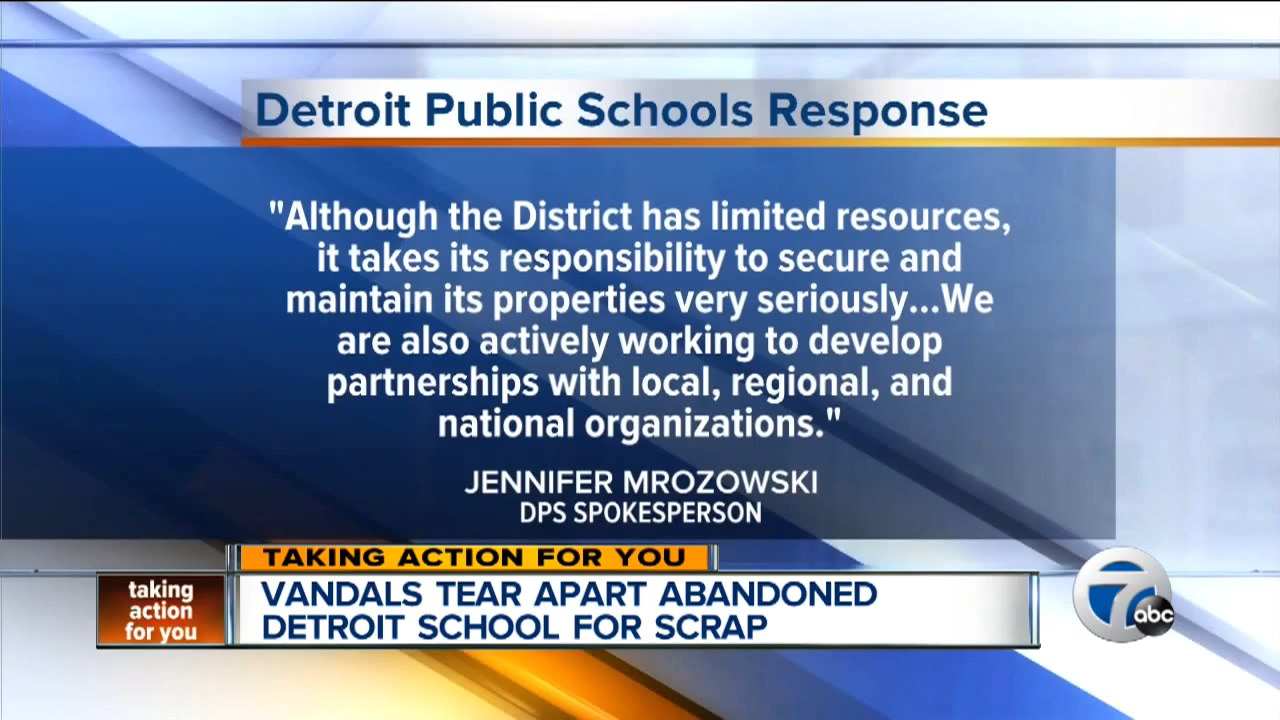 Detroit Public Schools Response
"Although the District has limited resources,
it takes its responsibility to secure and
maintain its properties very seriously...We
are also actively working to develop
partnerships with local, regional, and
national organizations."
JENNIFER MROZOWSKI
DPS SPOKESPERSON
TAKING ACTION FOR YOU
taking
action
for you
VANDALS TEAR APART ABANDONED
DETROIT SCHOOL FOR SCRAP
7
abc